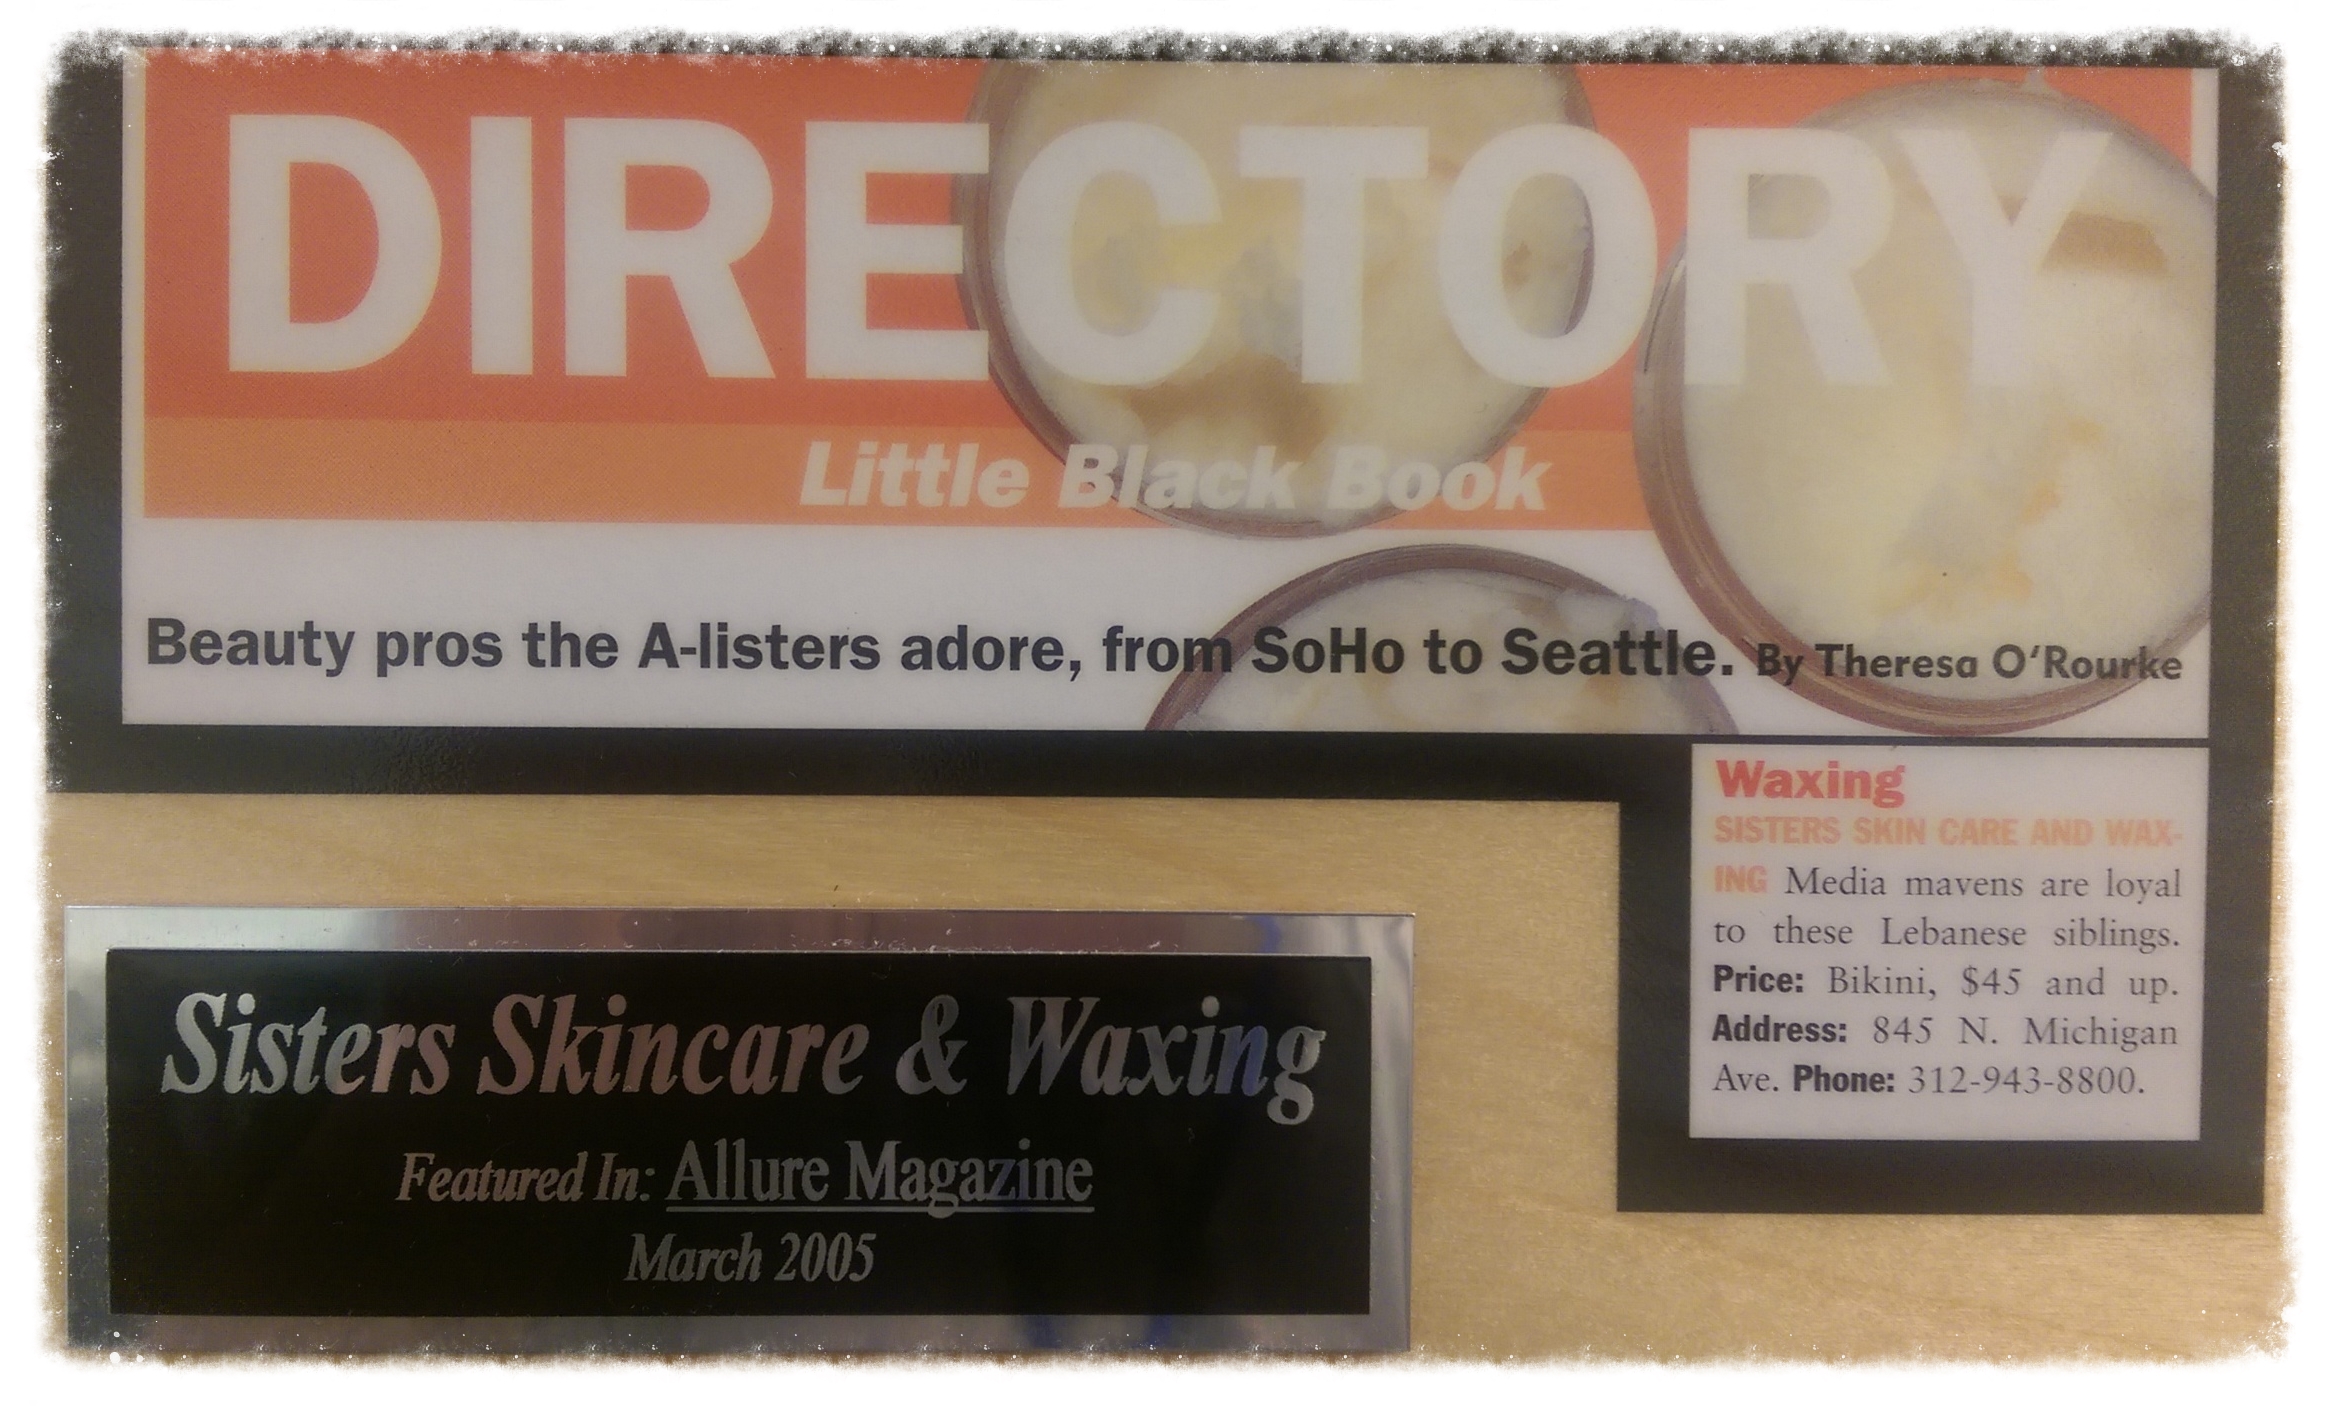 DIRECTORY
Little Black Book
Beauty pros the A-listers adore, from SoHo to Seattle. By Theresa O'Rourke
Waxing
SISTERS SKIN CARE AND WAX-
ING Media mavens are loyal
to these Lebanese siblings.
Price: Bikini, $45 and up.
Address: 845 N. Michigan
Ave. Phone: 312-943-8800.
Sisters Skincare & Waxing
Featured In: Allure Magazine
March 2005